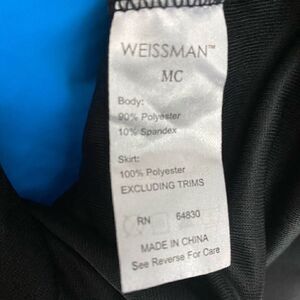 WEISSMAN™
MC
Body:
90% Polyester
10% Spandex
Skirt:
100% Polyester
EXCLUDING TRIMS
RN 64830
MADE IN CHINA
See Reverse For Care